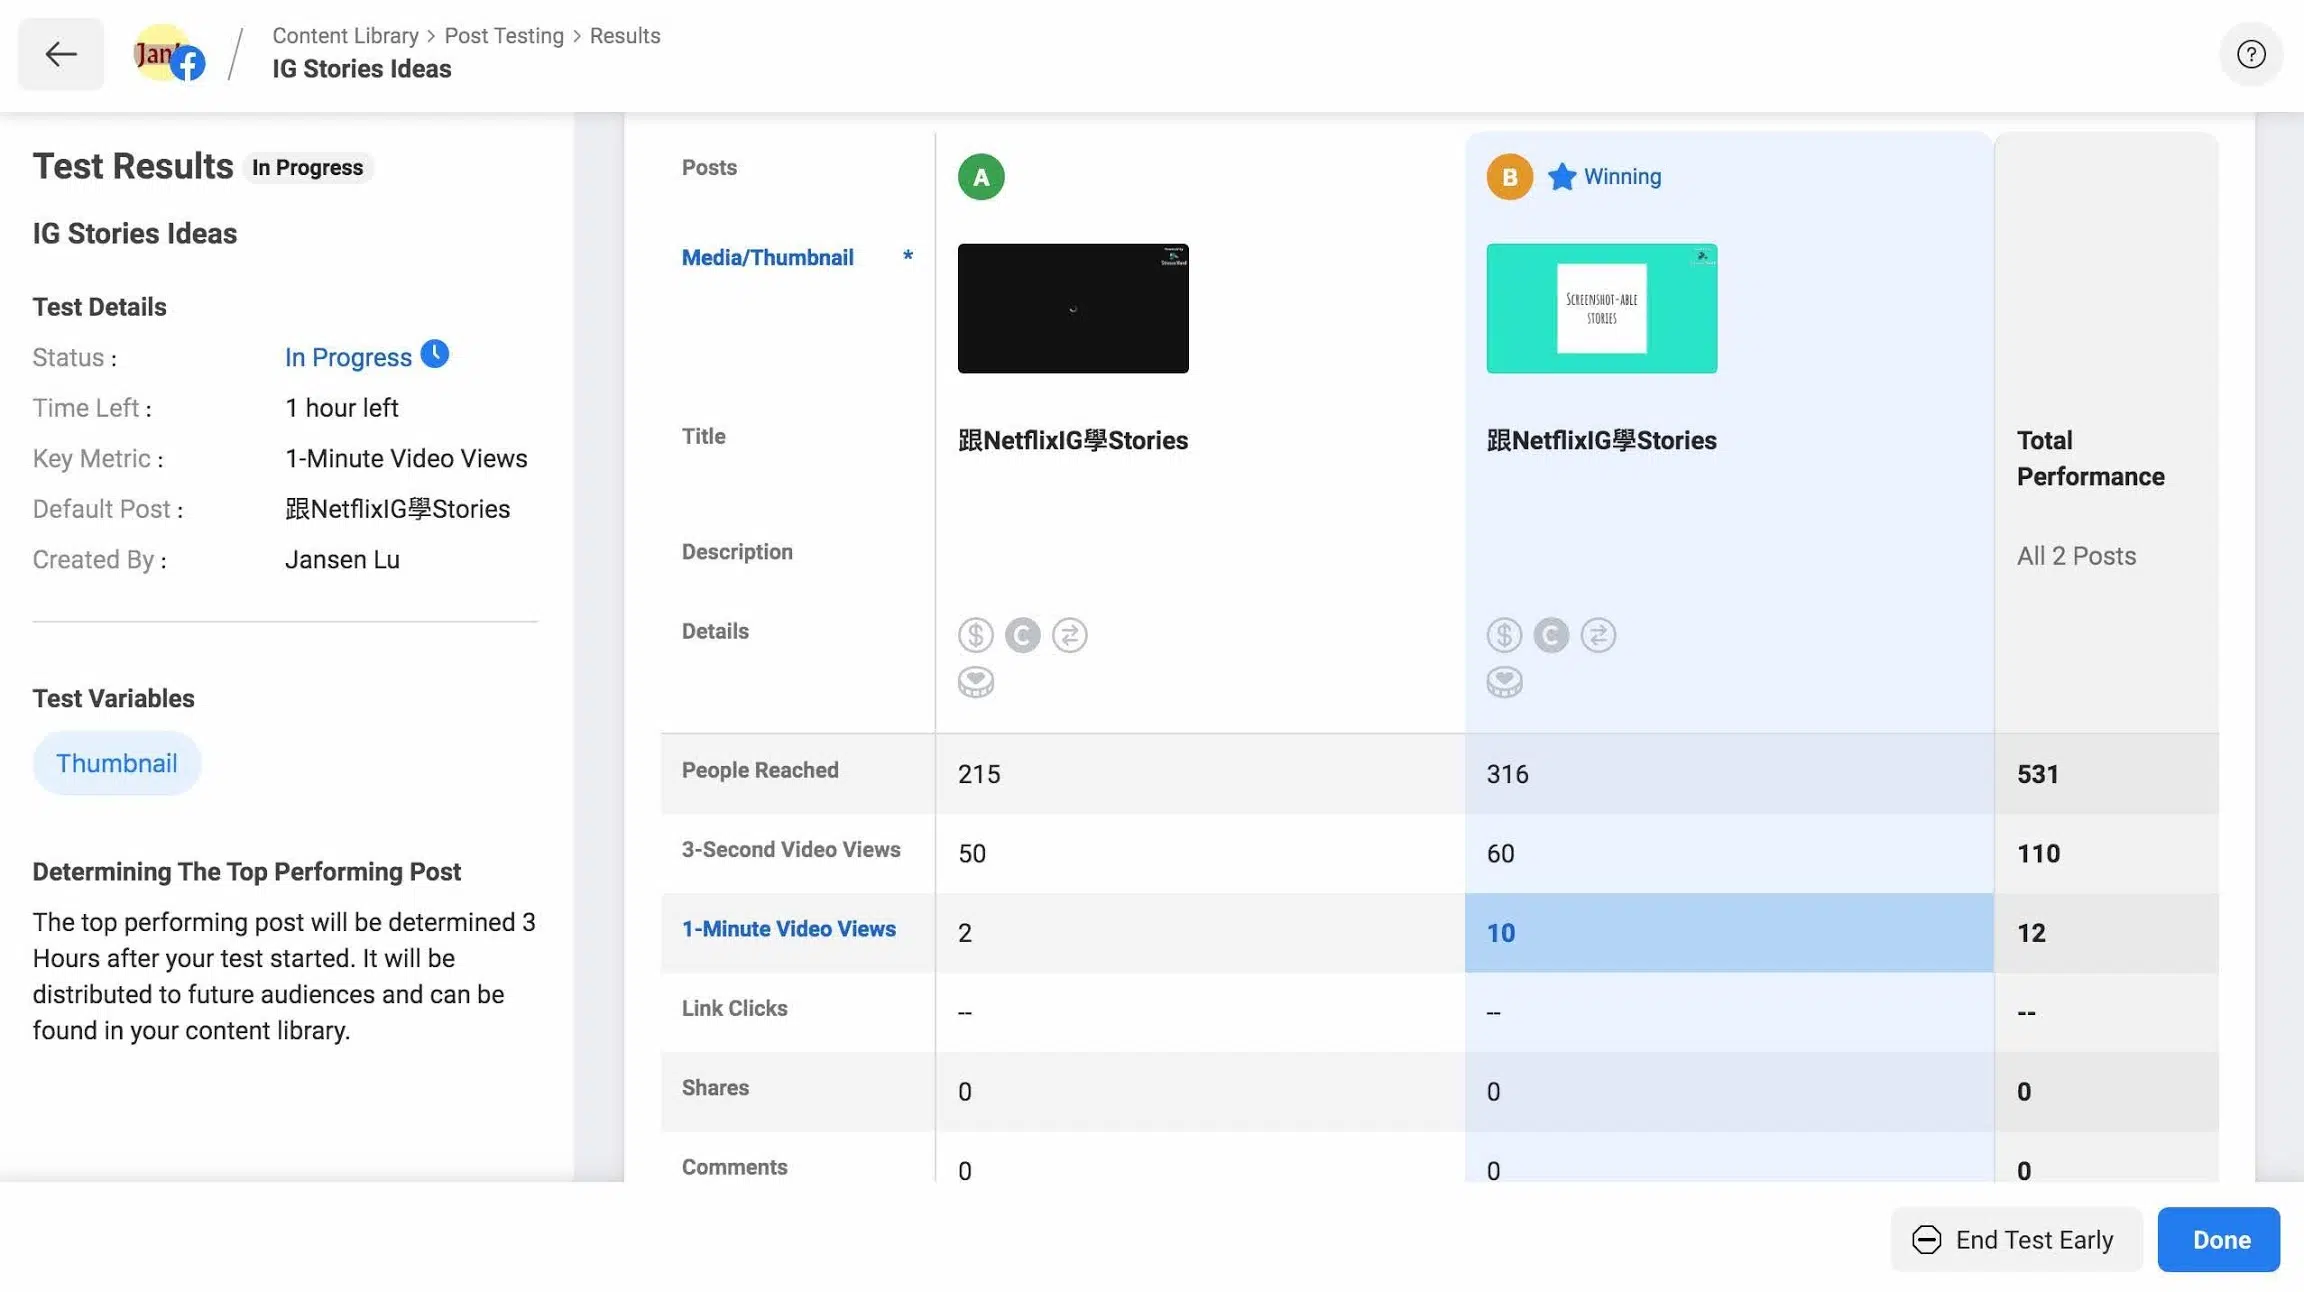 Jan'
Content Library > Post Testing > Results
IG Stories Ideas
Test Results In Progress
IG Stories Ideas
Test Details
Status : In Progress
Time Left : 1 hour left
Key Metric : 1-Minute Video Views
Default Post : 跟NetflixIG學Stories
Created By : Jansen Lu
Test Variables
Thumbnail
Determining The Top Performing Post
The top performing post will be determined 3
Hours after your test started. It will be
distributed to future audiences and can be
found in your content library.
Posts A B Winning
Media/Thumbnail *
SCREENSHOT-ABLE
STORIES
Title 跟NetflixIG學Stories 跟NetflixIG學Stories
Total
Performance
Description All 2 Posts
Details
People Reached 215 316 531
3-Second Video Views 50 60 110
1-Minute Video Views 2 10 12
Link Clicks -- -- --
Shares 0 0 0
Comments 0 0 0
End Test Early Done